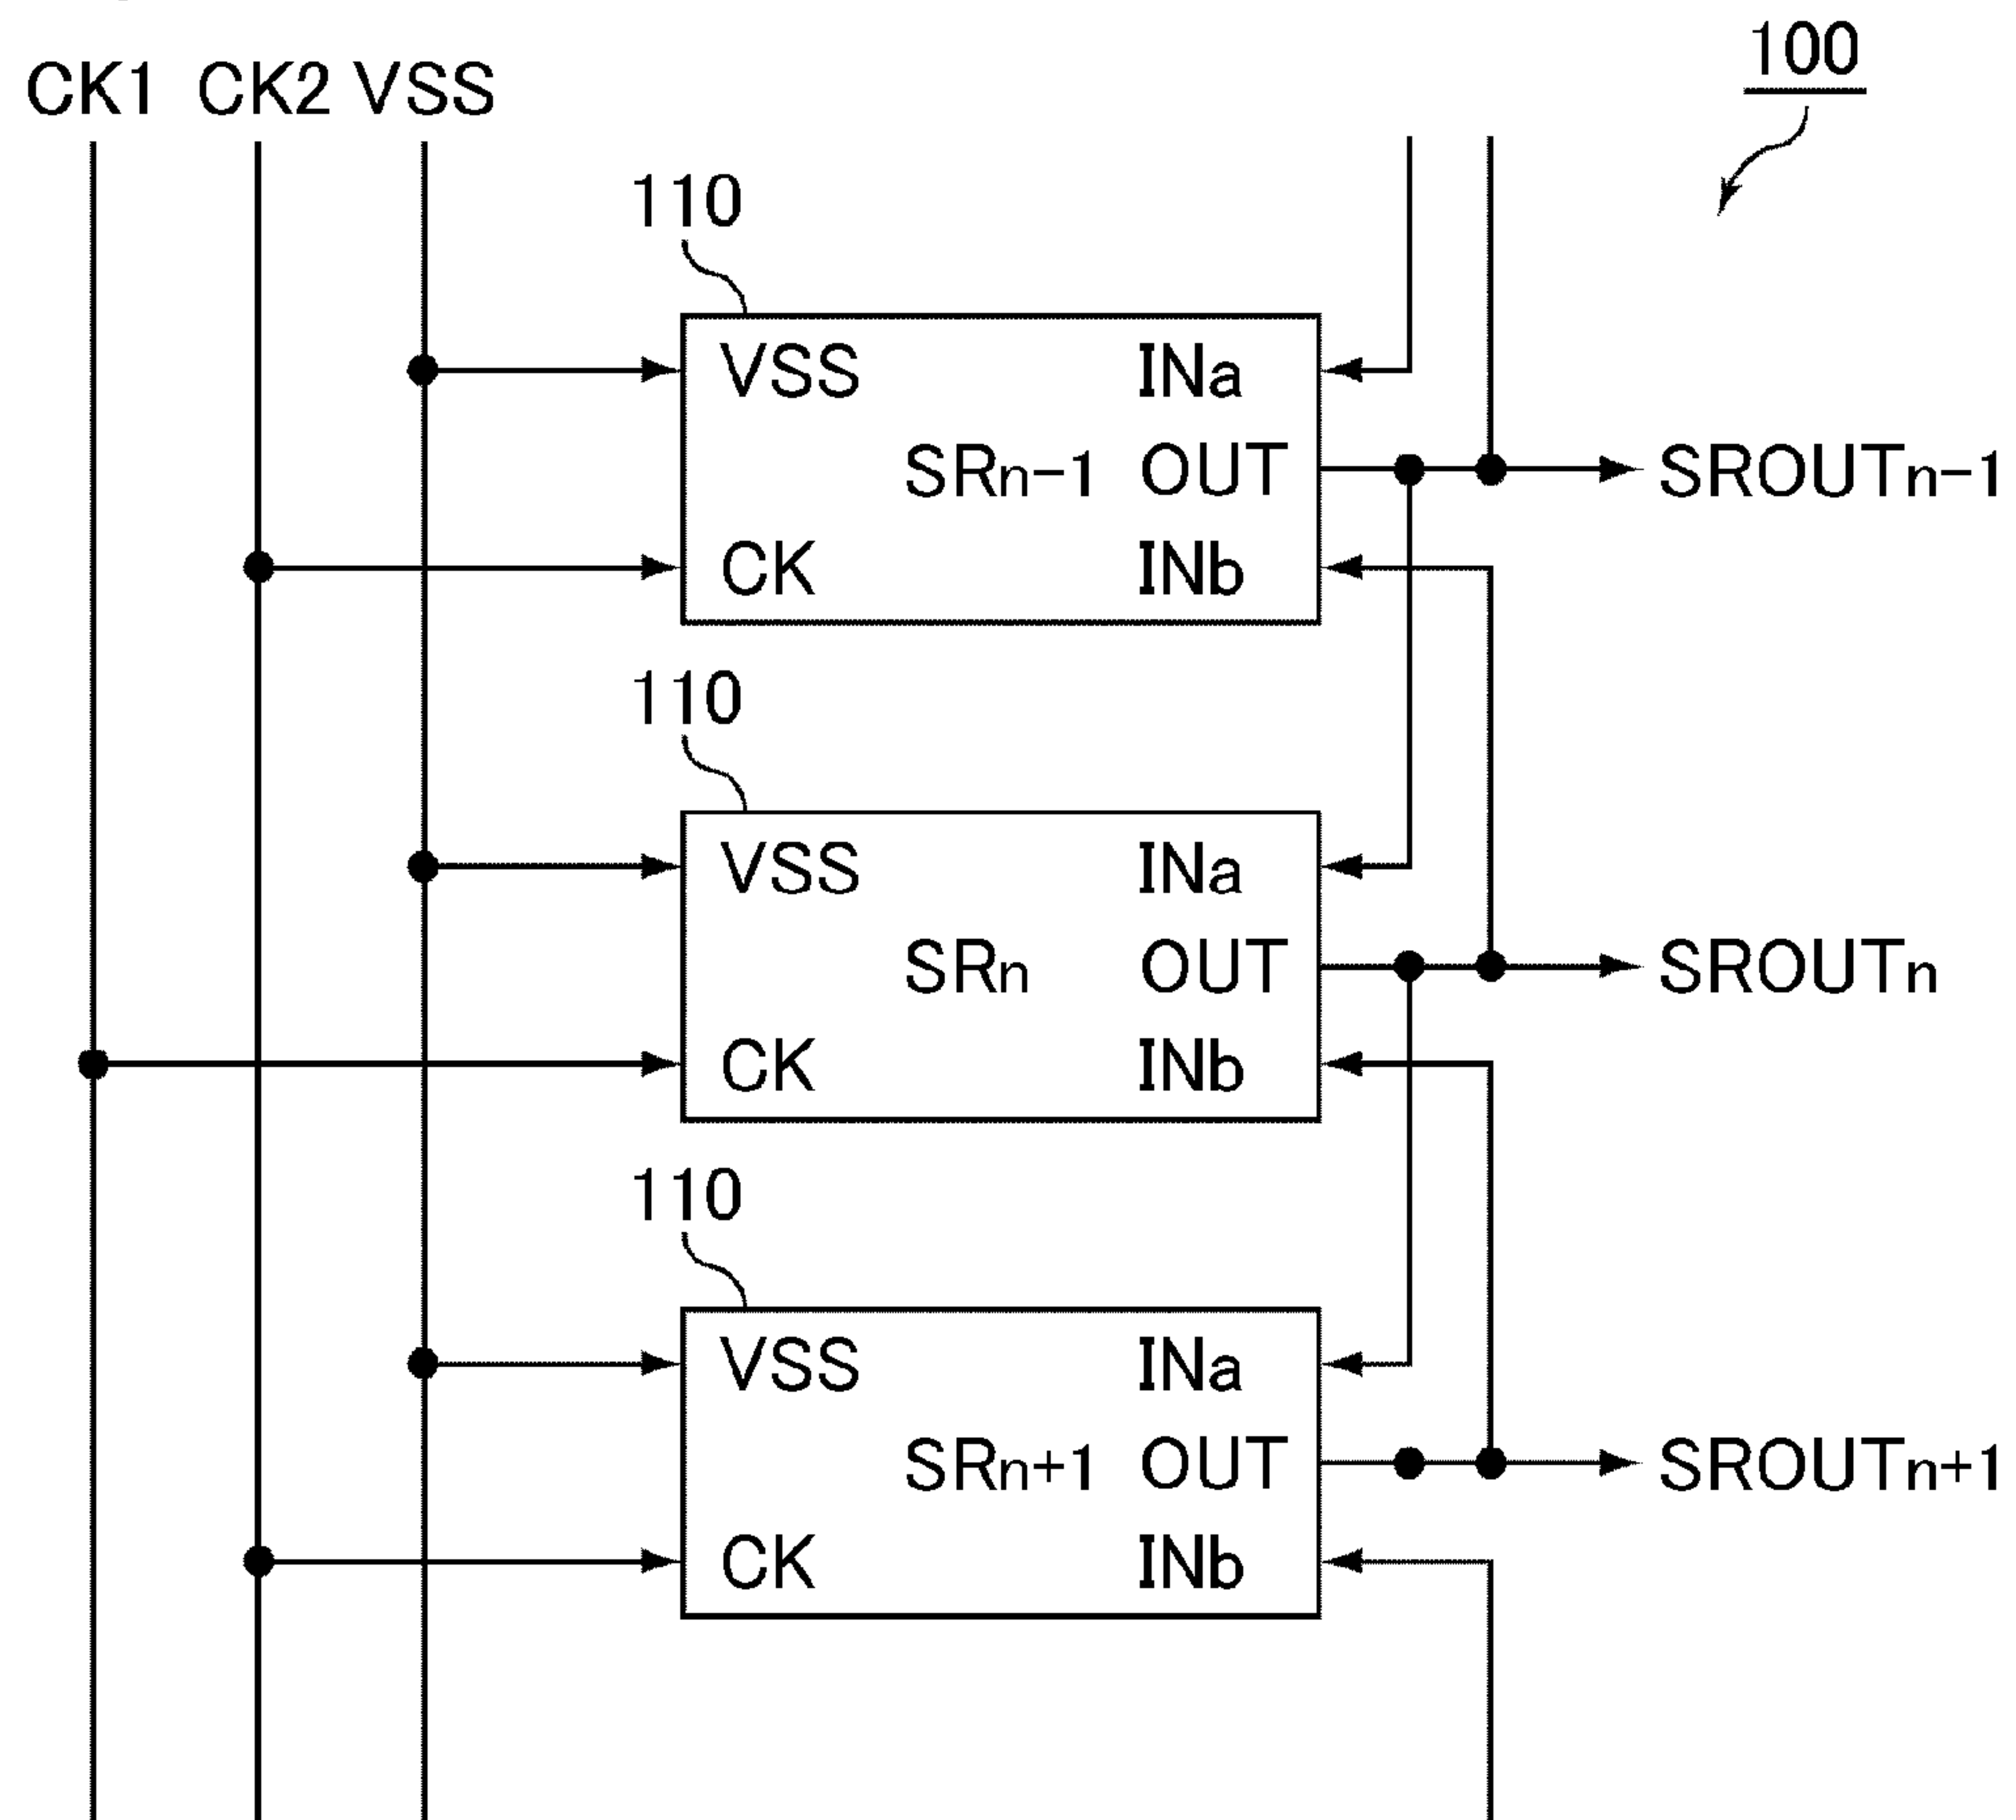 100
CK1 CK2 VSS
110
VSS INa
SRn-1 OUT SROUTn-1
CK INb
110
VSS INa
SRn OUT SROUTn
CK INb
110
VSS INa
SRn+1 OUT SROUTn+1
CK INb